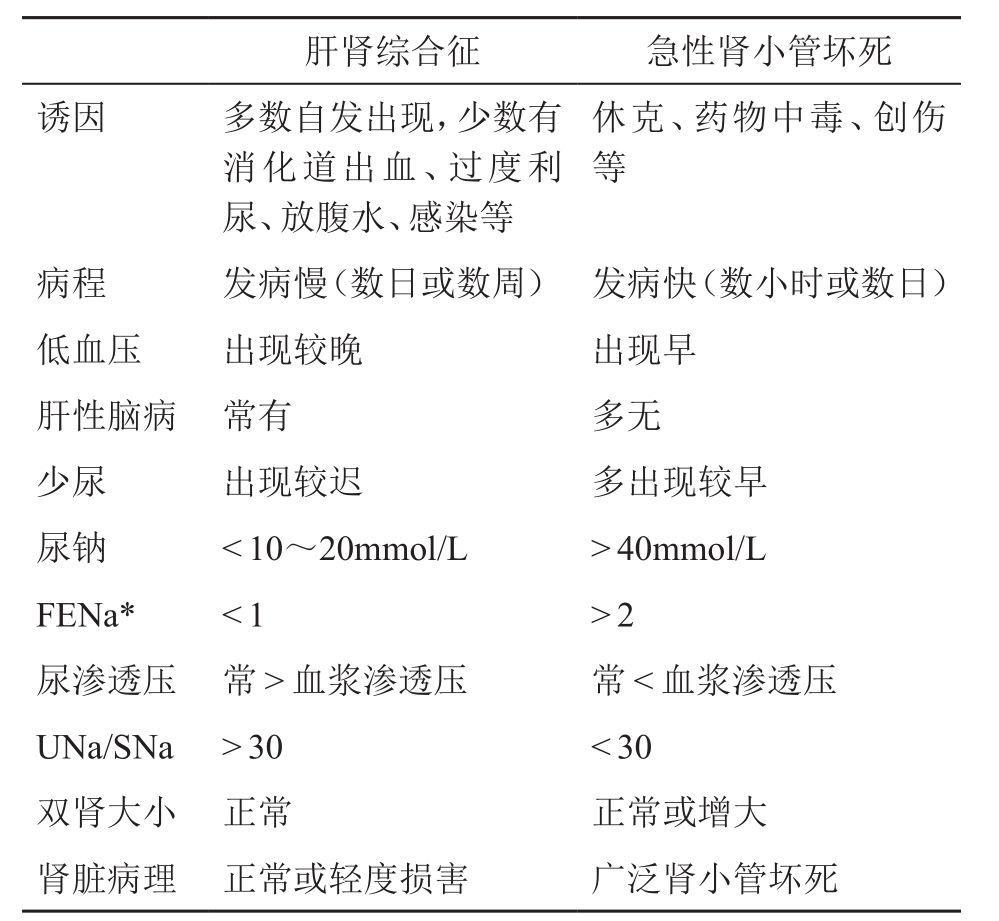 肝肾综合征 急性肾小管坏死
诱因 多数自发出现，少数有 休克、药物中毒、创伤
消化道出血、过度利 等
尿、放腹水、感染等
病程 发病慢（数日或数周） 发病快（数小时或数日）
低血压 出现较晚 出现早
肝性脑病 常有 多无
少尿 出现较迟 多出现较早
尿钠 <10～20mmol/L >40mmol/L
FENa* <1 >2
尿渗透压 常>血浆渗透压 常<血浆渗透压
UNa/SNa >30 <30
双肾大小 正常 正常或增大
肾脏病理 正常或轻度损害 广泛肾小管坏死